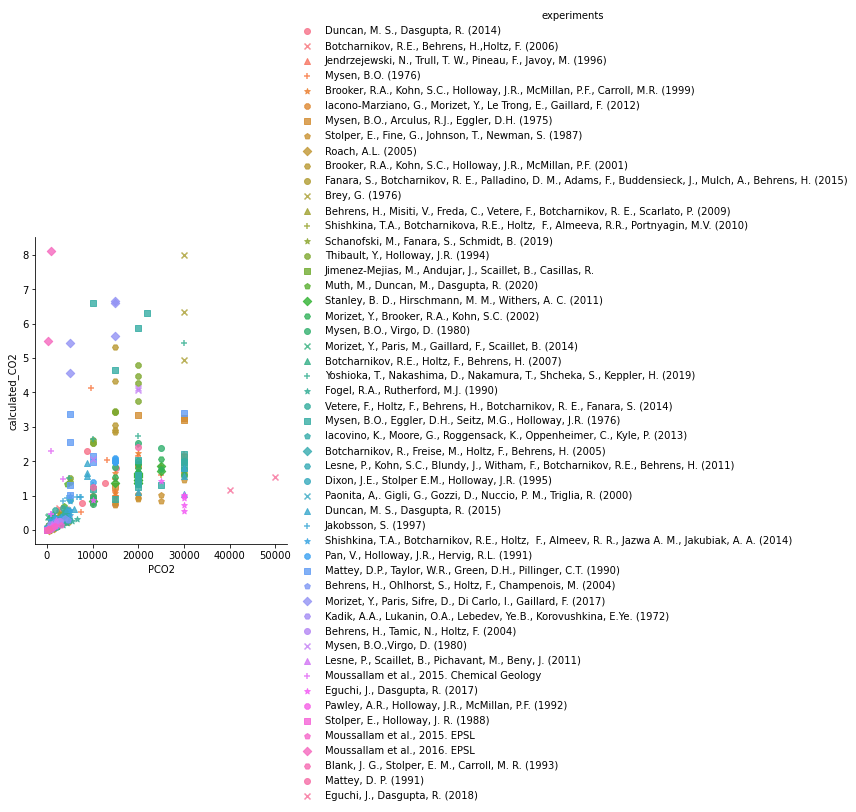 experiments
Duncan, M. S., Dasgupta, R. (2014)
Botcharnikov, R.E., Behrens, H.,Holtz, F. (2006)
Jendrzejewski, N., Trull, T. W., Pineau, F., Javoy, M. (1996)
Mysen, B.O. (1976)
Brooker, R.A., Kohn, S.C., Holloway, J.R., McMillan, P.F., Carroll, M.R. (1999)
Iacono-Marziano, G., Morizet, Y., Le Trong, E., Gaillard, F. (2012)
Mysen, B.O., Arculus, R.J., Eggler, D.H. (1975)
Stolper, E., Fine, G., Johnson, T., Newman, S. (1987)
Roach, A.L. (2005)
Brooker, R.A., Kohn, S.C., Holloway, J.R., McMillan, P.F. (2001)
Fanara, S., Botcharnikov, R. E., Palladino, D. M., Adams, F., Buddensieck, J., Mulch, A., Behrens, H. (2015)
Brey, G. (1976)
Behrens, H., Misiti, V., Freda, C., Vetere, F., Botcharnikov, R. E., Scarlato, P. (2009)
Shishkina, T.A., Botcharnikova, R.E., Holtz,  F., Almeeva, R.R., Portnyagin, M.V. (2010)
Schanofski, M., Fanara, S., Schmidt, B. (2019)
Thibault, Y., Holloway, J.R. (1994)
Jimenez-Mejias, M., Andujar, J., Scaillet, B., Casillas, R.
Muth, M., Duncan, M., Dasgupta, R. (2020)
Stanley, B. D., Hirschmann, M. M., Withers, A. C. (2011)
Morizet, Y., Brooker, R.A., Kohn, S.C. (2002)
Mysen, B.O., Virgo, D. (1980)
Morizet, Y., Paris, M., Gaillard, F., Scaillet, B. (2014)
Botcharnikov, R.E., Holtz, F., Behrens, H. (2007)
Yoshioka, T., Nakashima, D., Nakamura, T., Shcheka, S., Keppler, H. (2019)
Fogel, R.A., Rutherford, M.J. (1990)
Vetere, F., Holtz, F., Behrens, H., Botcharnikov, R. E., Fanara, S. (2014)
Mysen, B.O., Eggler, D.H., Seitz, M.G., Holloway, J.R. (1976)
Iacovino, K., Moore, G., Roggensack, K., Oppenheimer, C., Kyle, P. (2013)
Botcharnikov, R., Freise, M., Holtz, F., Behrens, H. (2005)
Lesne, P., Kohn, S.C., Blundy, J., Witham, F., Botcharnikov, R.E., Behrens, H. (2011)
Dixon, J.E., Stolper E.M., Holloway, J.R. (1995)
Paonita, A,. Gigli, G., Gozzi, D., Nuccio, P. M., Triglia, R. (2000)
Duncan, M. S., Dasgupta, R. (2015)
Jakobsson, S. (1997)
Shishkina, T.A., Botcharnikov, R.E., Holtz,  F., Almeev, R. R., Jazwa A. M., Jakubiak, A. A. (2014)
Pan, V., Holloway, J.R., Hervig, R.L. (1991)
Mattey, D.P., Taylor, W.R., Green, D.H., Pillinger, C.T. (1990)
Behrens, H., Ohlhorst, S., Holtz, F., Champenois, M. (2004)
Morizet, Y., Paris, Sifre, D., Di Carlo, I., Gaillard, F. (2017)
Kadik, A.A., Lukanin, O.A., Lebedev, Ye.B., Korovushkina, E.Ye. (1972)
Behrens, H., Tamic, N., Holtz, F. (2004)
Mysen, B.O.,Virgo, D. (1980)
Lesne, P., Scaillet, B., Pichavant, M., Beny, J. (2011)
Moussallam et al., 2015. Chemical Geology
Eguchi, J., Dasgupta, R. (2017)
Pawley, A.R., Holloway, J.R., McMillan, P.F. (1992)
Stolper, E., Holloway, J. R. (1988)
Moussallam et al., 2015. EPSL
Moussallam et al., 2016. EPSL
Blank, J. G., Stolper, E. M., Carroll, M. R. (1993)
Mattey, D. P. (1991)
Eguchi, J., Dasgupta, R. (2018)
calculated_CO2
8
7
6
5
4
3
2
1
0
0 10000 20000 30000 40000 50000
PCO2